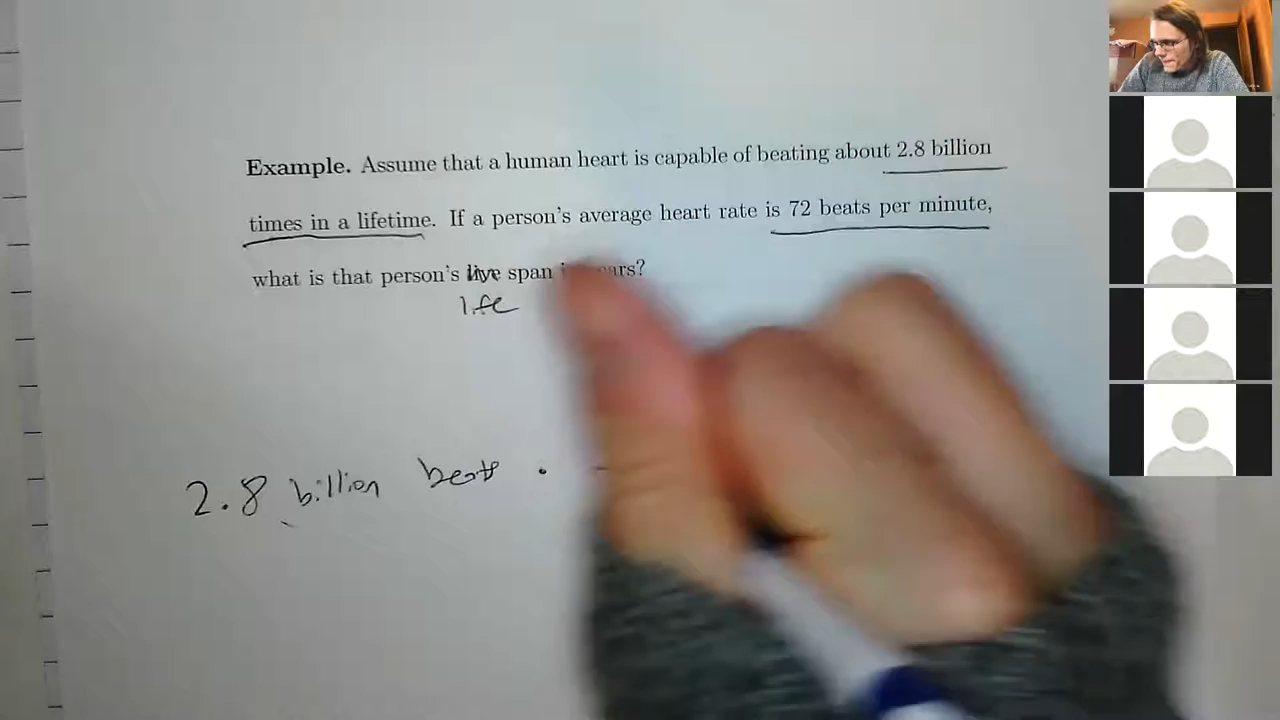 Example. Assume that a human heart is capable of beating about 2.8 billion
times in a lifetime. If a person's average heart rate is 72 beats per minute,
what is that person's live span
life
2.8 billion beats .